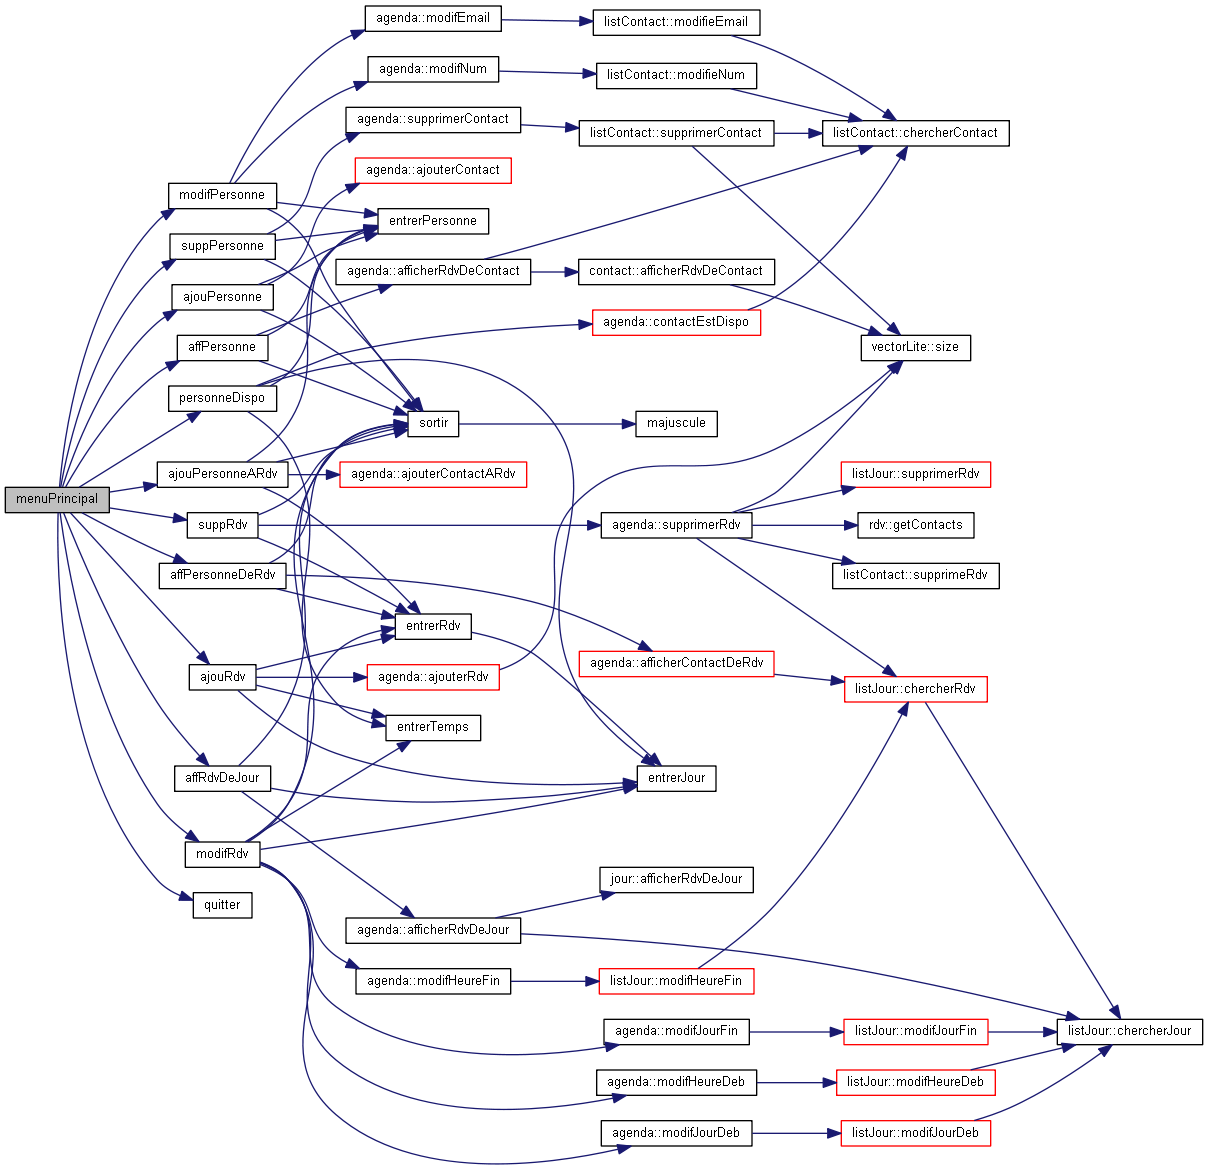 agenda::modifEmail
listContact::modifieEmail
agenda::modifNum
listContact::modifieNum
agenda::supprimerContact
listContact::supprimerContact
listContact::chercherContact
agenda::ajouterContact
modifPersonne
entrerPersonne
suppPersonne
agenda::afficherRdvDeContact
contact::afficherRdvDeContact
ajouPersonne
agenda::contactEstDispo
affPersonne
vectorLite::size
personneDispo
sortir
majuscule
ajouPersonneARdv
agenda::ajouterContactARdv
listJour::supprimerRdv
menuPrincipal
suppRdv
agenda::supprimerRdv
rdv::getContacts
affPersonneDeRdv
listContact::supprimeRdv
entrerRdv
agenda::afficherContactDeRdv
ajouRdv
agenda::ajouterRdv
listJour::chercherRdv
entrerTemps
affRdvDeJour
entrerJour
modifRdv
jour::afficherRdvDeJour
quitter
agenda::afficherRdvDeJour
agenda::modifHeureFin
listJour::modifHeureFin
agenda::modifJourFin
listJour::modifJourFin
listJour::chercherJour
agenda::modifHeureDeb
listJour::modifHeureDeb
agenda::modifJourDeb
listJour::modifJourDeb